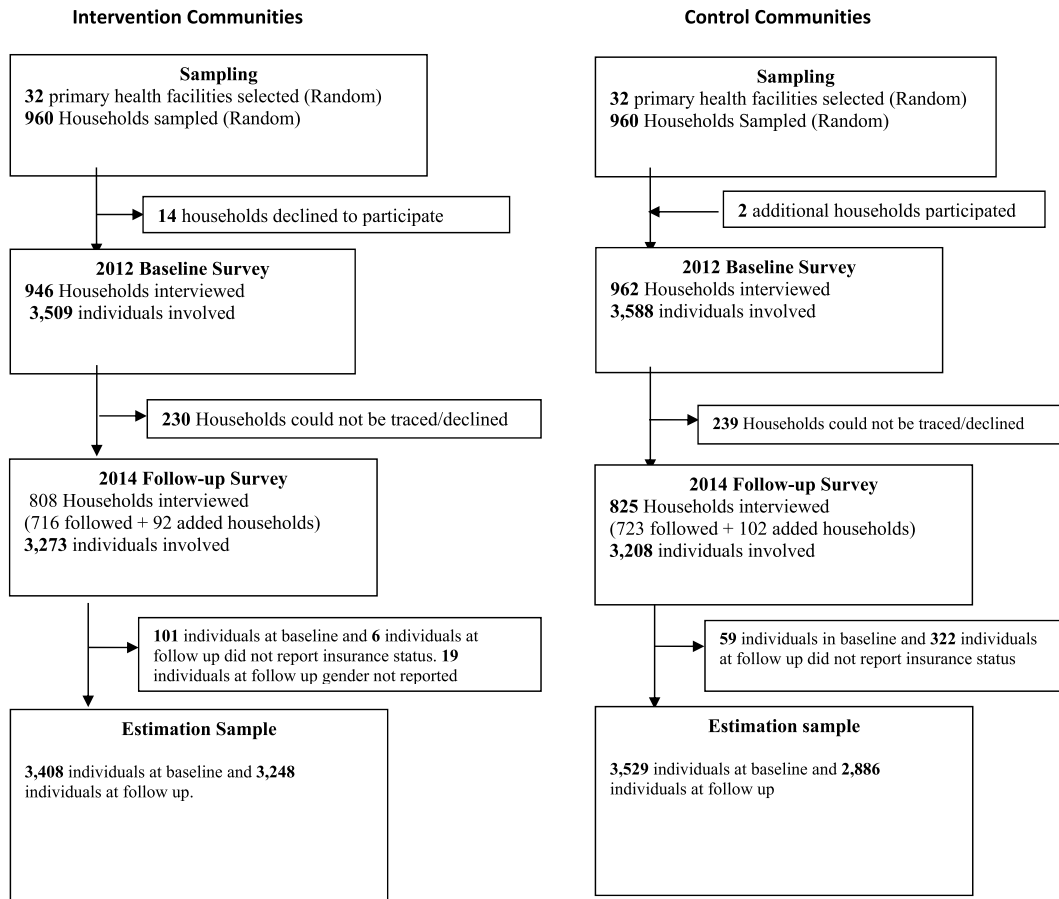 Intervention Communities
Sampling
32 primary health facilities selected (Random)
960 Households sampled (Random)
14 households declined to participate
2012 Baseline Survey
946 Households interviewed
3,509 individuals involved
230 Households could not be traced/declined
2014 Follow-up Survey
808 Households interviewed
(716 followed + 92 added households)
3,273 individuals involved
101 individuals at baseline and 6 individuals at
follow up did not report insurance status. 19
individuals at follow up gender not reported
Estimation Sample
3,408 individuals at baseline and 3,248
individuals at follow up.
Control Communities
Sampling
32 primary health facilities selected (Random)
960 Households Sampled (Random)
2 additional households participated
2012 Baseline Survey
962 Households interviewed
3,588 individuals involved
239 Households could not be traced/declined
2014 Follow-up Survey
825 Households interviewed
(723 followed + 102 added households)
3,208 individuals involved
59 individuals in baseline and 322 individuals
at follow up did not report insurance status
Estimation sample
3,529 individuals at baseline and 2,886
individuals at follow up